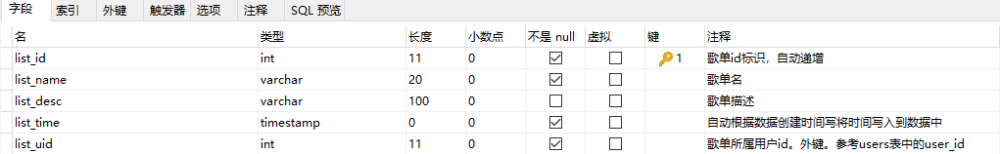 字段 索引 外键 触发器 选项 注释 SQL 预览
名 类型 长度 小数点 不是 null 虚拟 键 注释
list_id int 11 0 1 歌单id标识，自动递增
list_name varchar 20 0 歌单名
list_desc varchar 100 0 歌单描述
list_time timestamp 0 0 自动根据数据创建时间写将时间写入到数据中
list_uid int 11 0 歌单所属用户id。外键。参考users表中的user_id